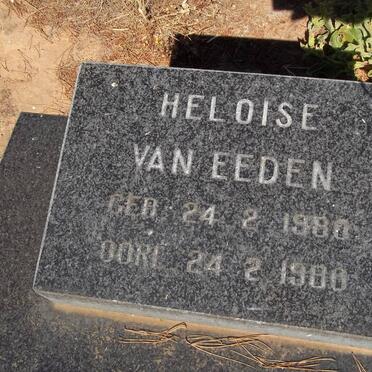 HELOISE
VAN EEDEN
GEB 24 2 1980
OORL 24 2 1980